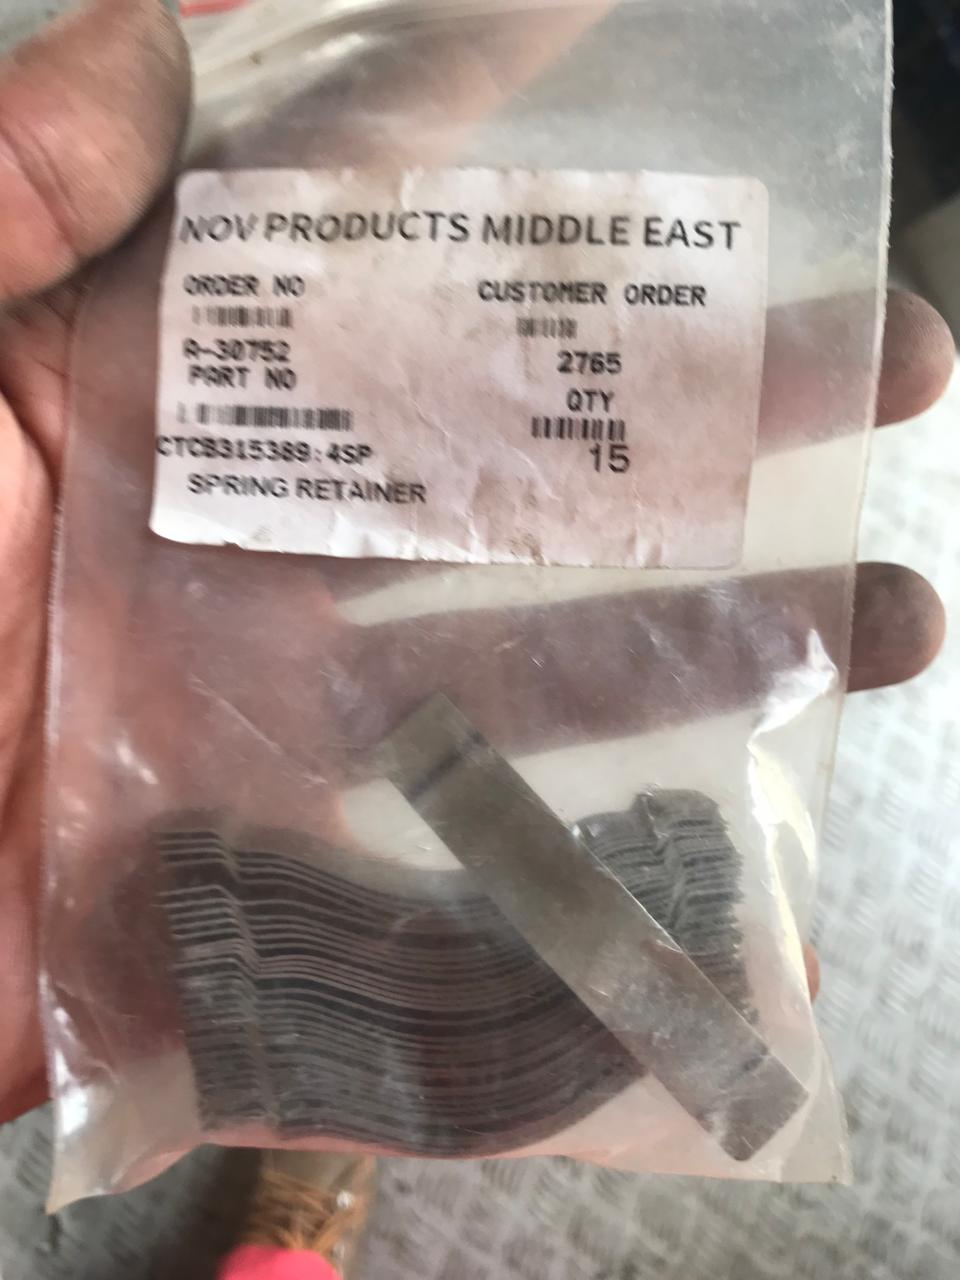 NOV PRODUCTS MIDDLE EAST
ORDER NO
CUSTOMER ORDER
A-30752
2765
PART NO
QTY
CTCB315389:4SP
15
SPRING RETAINER